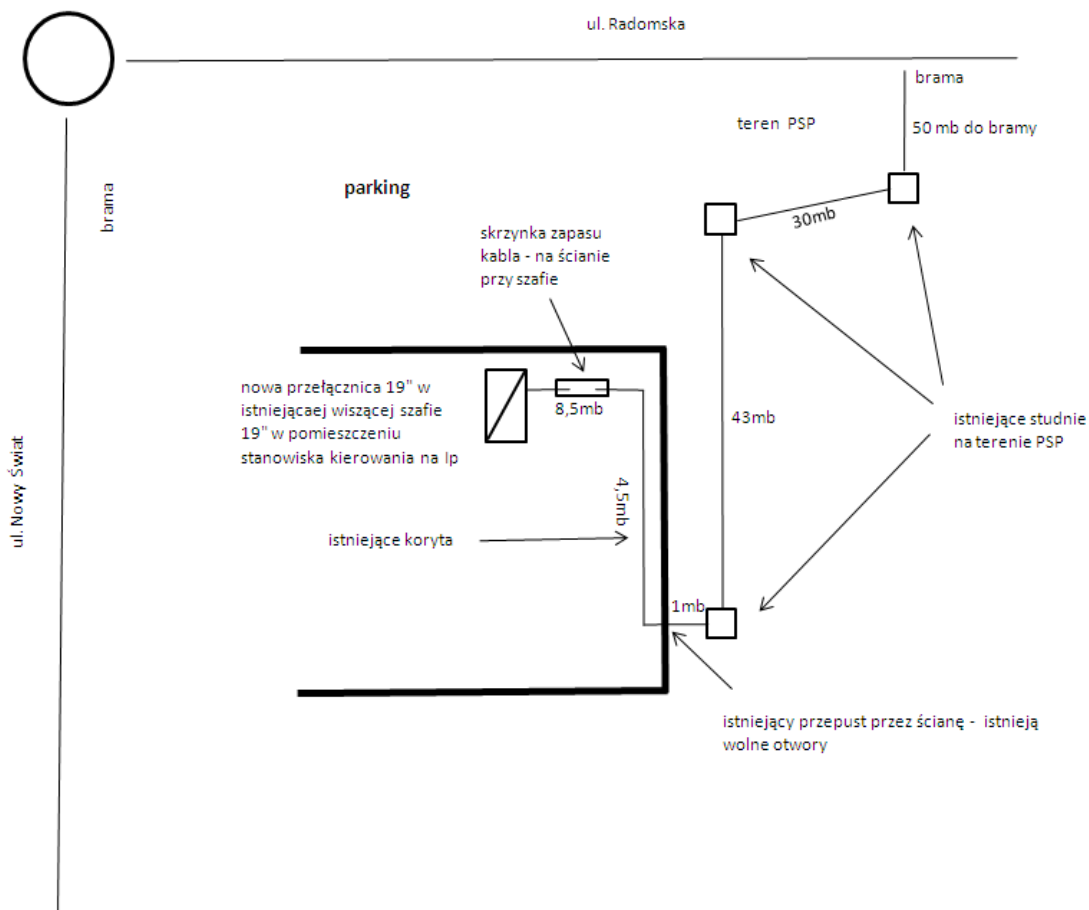 ul. Radomska
brama
teren PSP
50 mb do bramy
parking
brama
30mb
skrzynka zapasu
kabla - na ścianie
przy szafie
nowa przełącznica 19" w
istniejącaej wiszącej szafie
19" w pomieszczeniu
stanowiska kierowania na Ip
8,5mb
43mb
istniejące studnie
na terenie PSP
ul. Nowy Świat
4,5mb
istniejące koryta
1mb
istniejący przepust przez ścianę - istnieją
wolne otwory